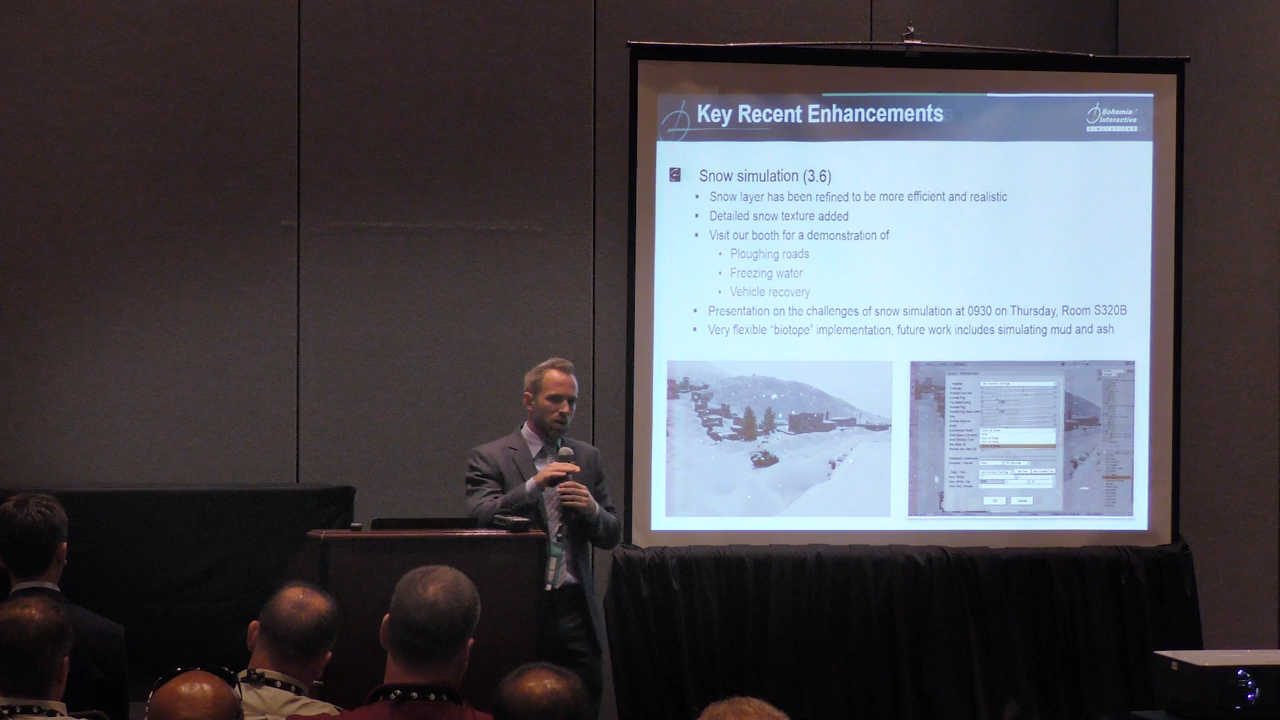 Key Recent Enhancements
Bohemia
Interactive
SIMULATIONS
Snow simulation (3.6)
Snow layer has been refined to be more efficient and realistic
Detailed snow texture added
Visit our booth for a demonstration of
Ploughing roads
Freezing water
Vehicle recovery
Presentation on the challenges of snow simulation at 0930 on Thursday, Room S320B
Very flexible “biotope” implementation, future work includes simulating mud and ash